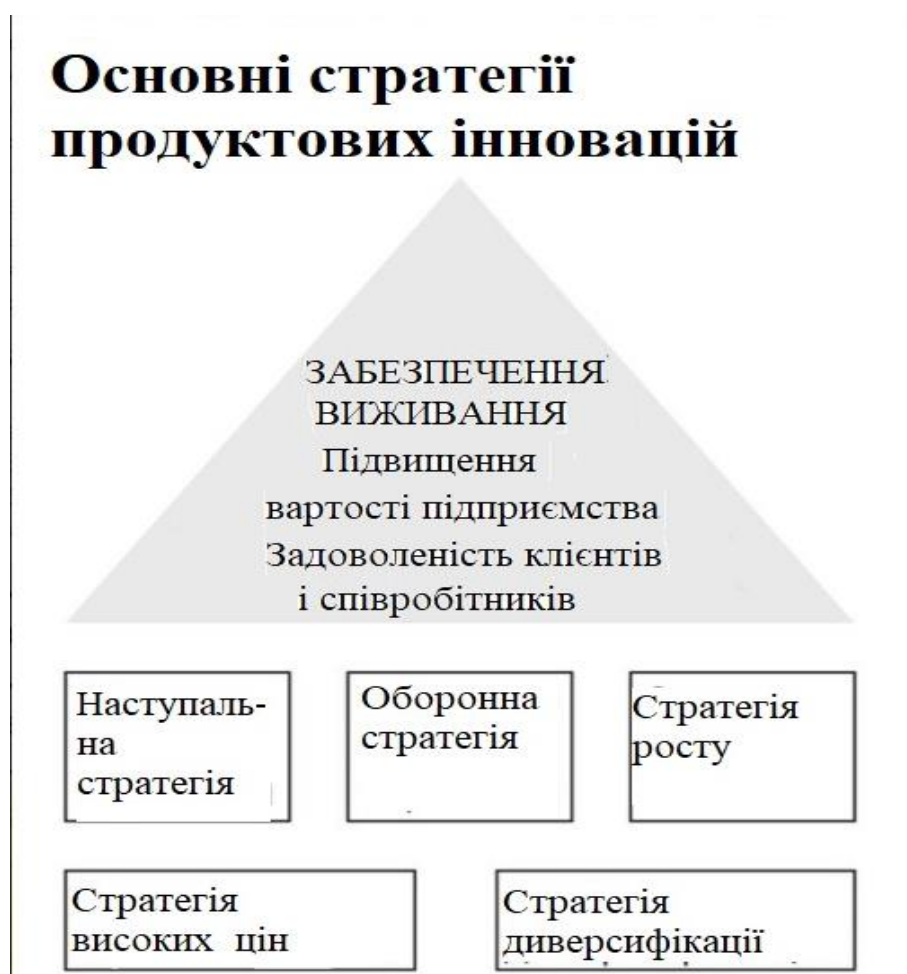 Основні стратегії
продуктових інновацій
ЗАБЕЗПЕЧЕННЯ
ВИЖИВАННЯ
Підвищення
вартості підприємства
Задоволеність клієнтів
і співробітників
Наступаль-
на
стратегія
Оборонна
стратегія
Стратегія
росту
Стратегія
високих цін
Стратегія
диверсифікації